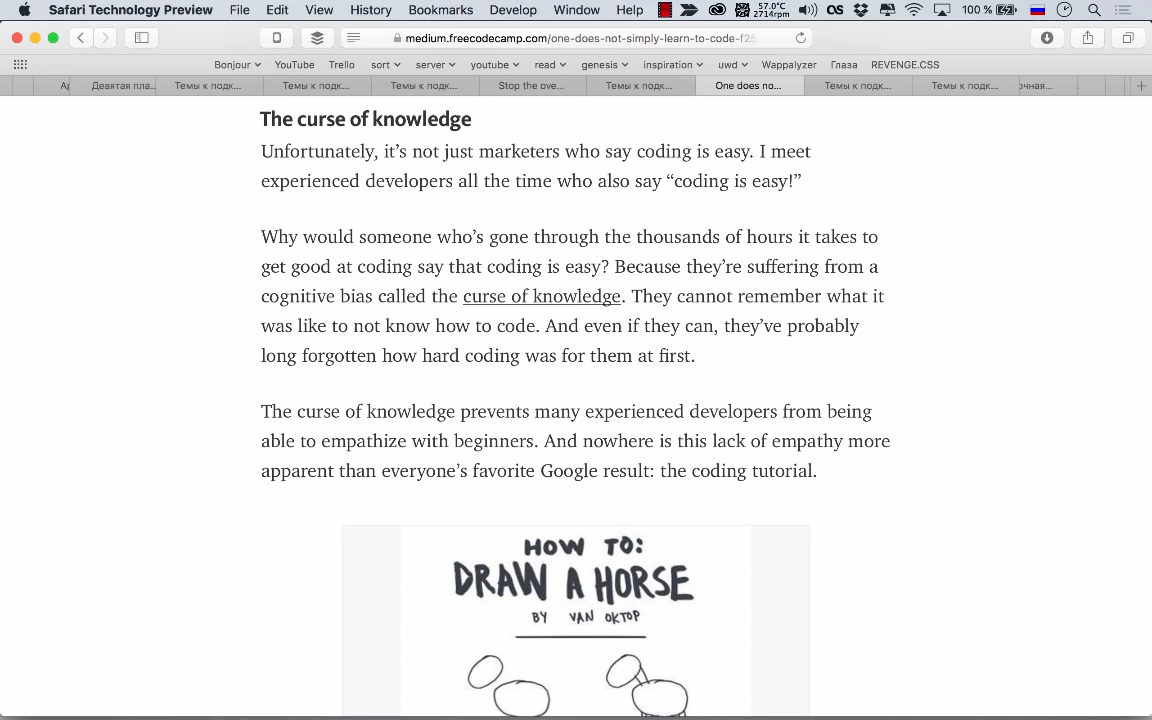 Safari Technology Preview File Edit View History Bookmarks Develop Window Help 57.0°C 2714rpm 100 %
medium.freecodecamp.com/one-does-not-simply-learn-to-code-f25
Bonjour YouTube Trello sort server youtube read genesis inspiration uwd Wappalyzer Глаза REVENGE.CSS
Девятая пла... Темы к подк... Темы к подк... Темы к подк... Stop the ove... Темы к подк... One does no... Темы к подк... Темы к подк... очная...
The curse of knowledge
Unfortunately, it’s not just marketers who say coding is easy. I meet
experienced developers all the time who also say “coding is easy!”
Why would someone who’s gone through the thousands of hours it takes to
get good at coding say that coding is easy? Because they’re suffering from a
cognitive bias called the curse of knowledge. They cannot remember what it
was like to not know how to code. And even if they can, they’ve probably
long forgotten how hard coding was for them at first.
The curse of knowledge prevents many experienced developers from being
able to empathize with beginners. And nowhere is this lack of empathy more
apparent than everyone’s favorite Google result: the coding tutorial.
HOW TO:
DRAW A HORSE
BY VAN OKTOP